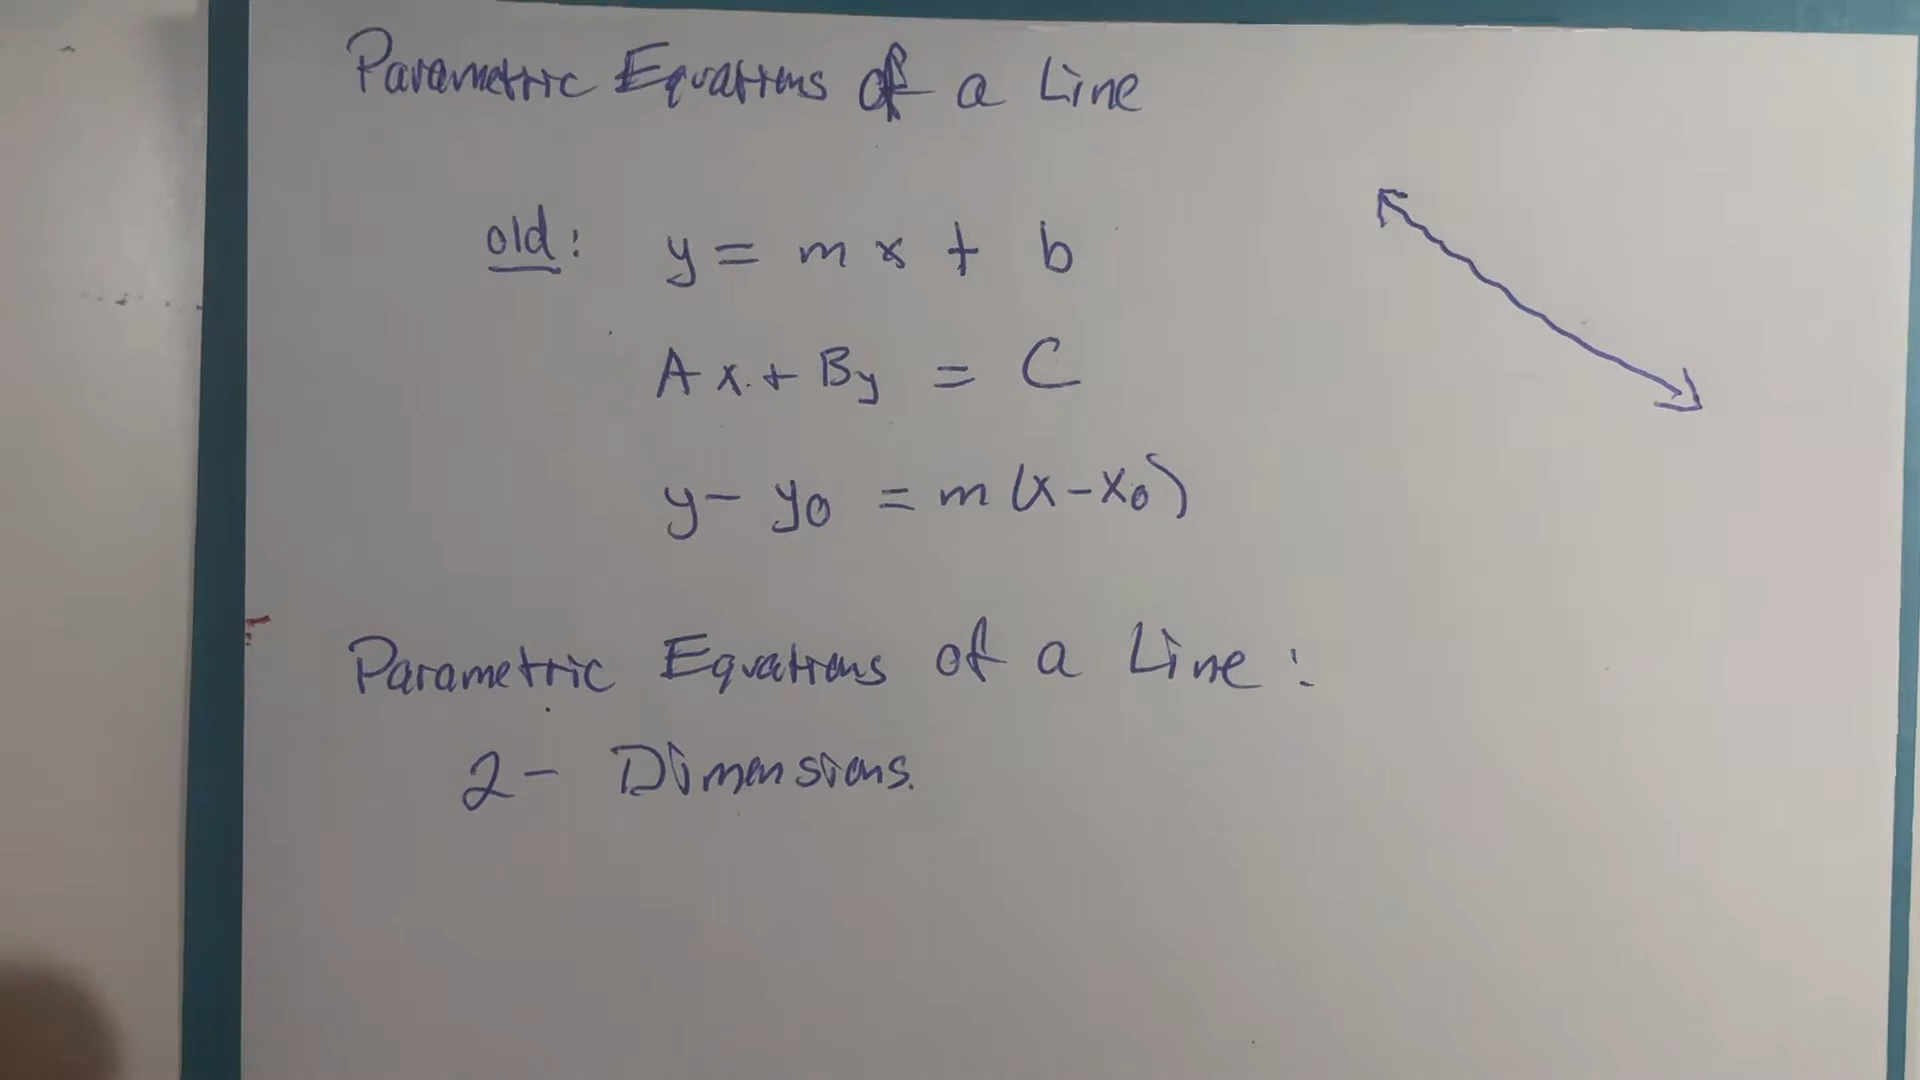 Parametric Equations of a Line
old: y = mx + b
Ax + By = C
y - y₀ = m(x - x₀)
Parametric Equations of a Line:
2 - Dimensions.